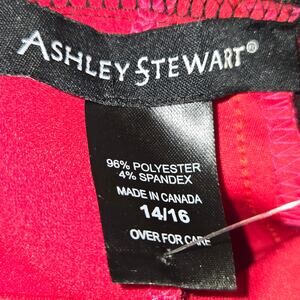 ASHLEY STEWART®
96% POLYESTER
4% SPANDEX
MADE IN CANADA
14/16
OVER FOR CARE